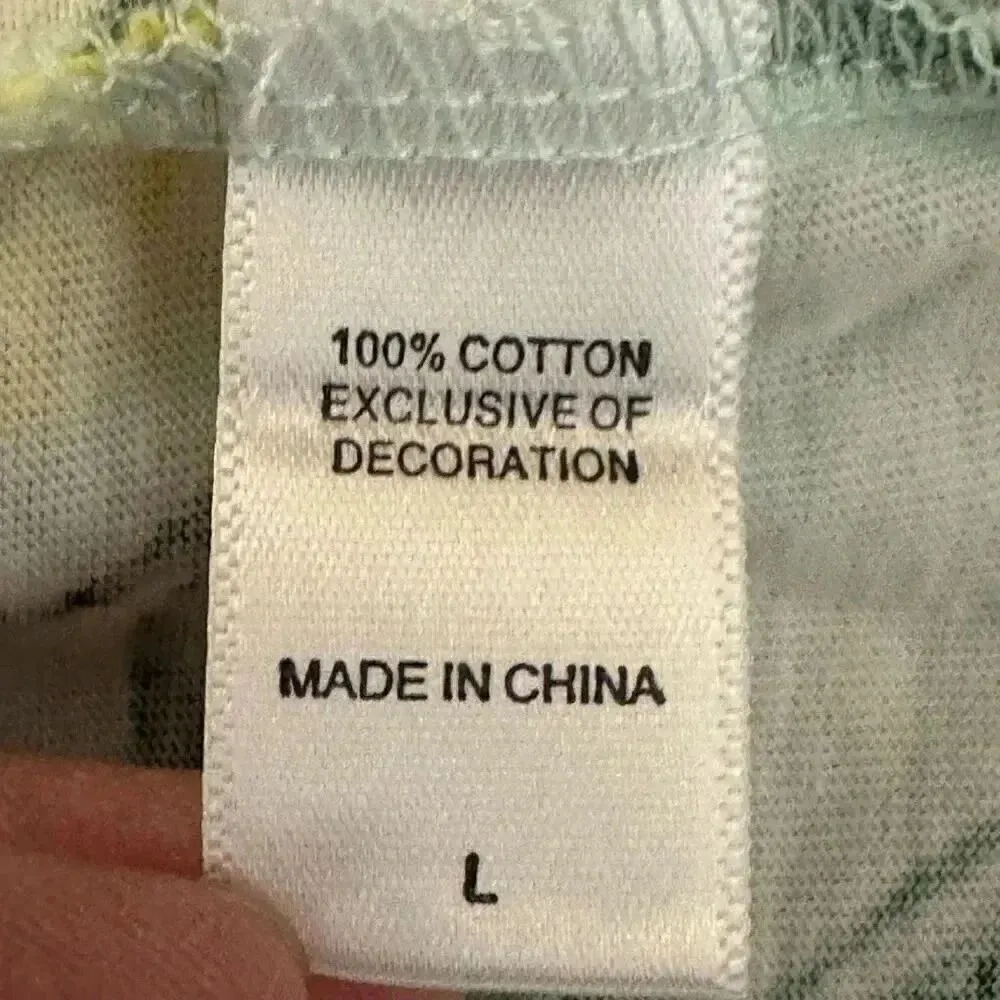 100% COTTON
EXCLUSIVE OF
DECORATION
MADE IN CHINA
L